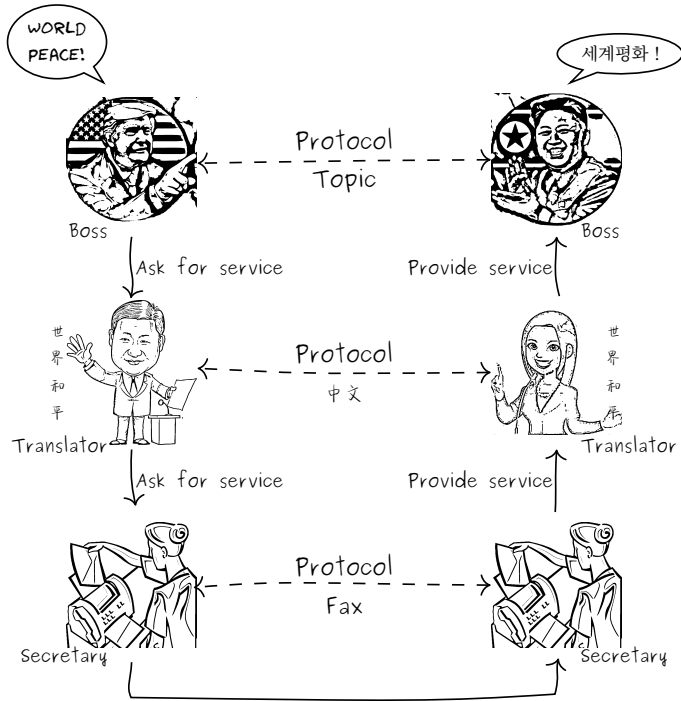 WORLD
PEACE!
세계평화 !
Protocol
Topic
Boss
Boss
Ask for service
Provide service
世
界
和
平
世
界
和
平
Protocol
中文
Translator
Translator
Ask for service
Provide service
Protocol
Fax
Secretary
Secretary